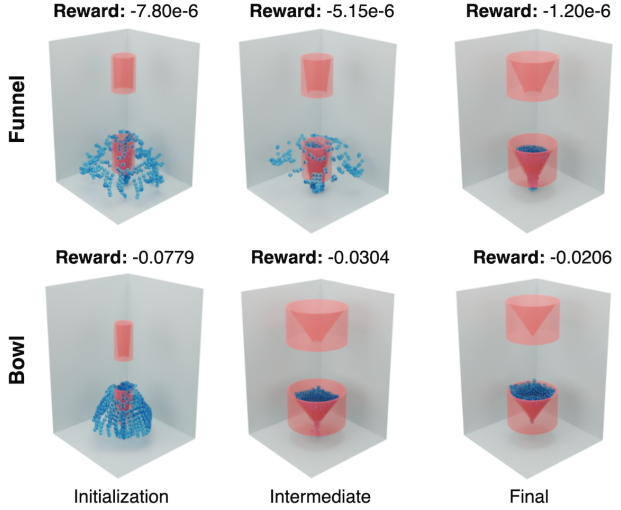 Reward: -7.80e-6 Reward: -5.15e-6 Reward: -1.20e-6
Funnel
Reward: -0.0779 Reward: -0.0304 Reward: -0.0206
Bowl
Initialization Intermediate Final